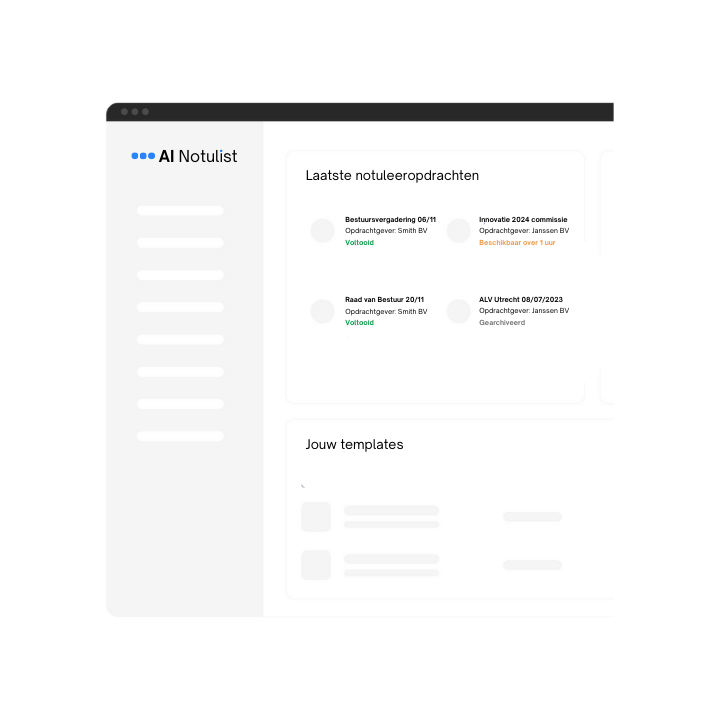 AI Notulist
Laatste notuleeropdrachten
Bestuursvergadering 06/11
Opdrachtgever: Smith BV
Voltooid
Innovatie 2024 commissie
Opdrachtgever: Janssen BV
Beschikbaar over 1 uur
Raad van Bestuur 20/11
Opdrachtgever: Smith BV
Voltooid
ALV Utrecht 08/07/2023
Opdrachtgever: Janssen BV
Gearchiveerd
Jouw templates